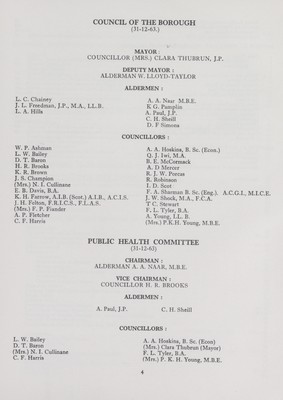 COUNCIL OF THE BOROUGH
(31-12-63.)
MAYOR :
COUNCILLOR (MRS.) CLARA THUBRUN, J.P.
DEPUTY MAYOR :
ALDERMAN W. LLOYD-TAYLOR
ALDERMEN :
L. C. Chainey
J. L. Freedman, J.P., M.A., LL.B.
L. A. Hills
A. A. Naar M.B.E.
K G. Pamplin
A. Paul, J.P.
C. H. Sheill
D. F Simons
COUNCILLORS :
W. P. Ashman
L. W. Bailey
D. T. Baron
H. R. Brooks
K. R. Brown
J. S. Champion
(Mrs.) N. I. Cullinane
E. B. Davis, B.A.
K. H. Farrow, A.I.B. (Scot.) A.I.B., A.C.I.S.
J. H. Felton, F.R.I.C.S., F.L.A.S.
(Mrs.) F. P. Fiander
A. P. Fletcher
C. F. Harris
A. A. Hoskins, B. Sc. (Econ.)
Q. J. Iwi, M.A.
B. E. McCormack
A. D Mercer
B. J. W. Porcas
R. Robinson
I. D. Scott
F. A. Sharman B. Sc. (Eng.). A.C.G.I., M.I.C.E.
J. W. Shock, M.A., F.C.A.
T C. Stewart
F. L. Tyler, B.A.
A. Young, LL. B.
(Mrs.) P.K.H. Young, M.B.E.
PUBLIC HEALTH COMMITTEE
(31-12-63)
CHAIRMAN :
ALDERMAN A. A. NAAR, M.B.E.
VICE CHAIRMAN :
COUNCILLOR H. B. BROOKS
ALDERMEN :
A. Paul, J.P. C. H. Sheill
COUNCILLORS :
L. W. Bailey
D. T. Baron
(Mrs.) N. I. Cullinane
C. F. Harris
A. A. Hoskins, B. Sc. (Econ)
(Mrs.) Clara Thubrun (Mayor)
F. L. Tyler, B.A.
(Mrs.) P. K. H. Young, M.B.E.
4